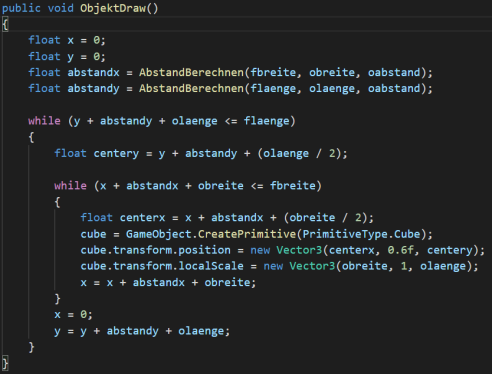 public void ObjektDraw()
{
    float x = 0;
    float y = 0;
    float abstandx = AbstandBerechnen(fbreite, obreite, oabstand);
    float abstandy = AbstandBerechnen(flaenge, olaenge, oabstand);

    while (y + abstandy + olaenge <= flaenge)
    {
        float centery = y + abstandy + (olaenge / 2);

        while (x + abstandx + obreite <= fbreite)
        {
            float centerx = x + abstandx + (obreite / 2);
            cube = GameObject.CreatePrimitive(PrimitiveType.Cube);
            cube.transform.position = new Vector3(centerx, 0.6f, centery);
            cube.transform.localScale = new Vector3(obreite, 1, olaenge);
            x = x + abstandx + obreite;
        }
        x = 0;
        y = y + abstandy + olaenge;
    }
}